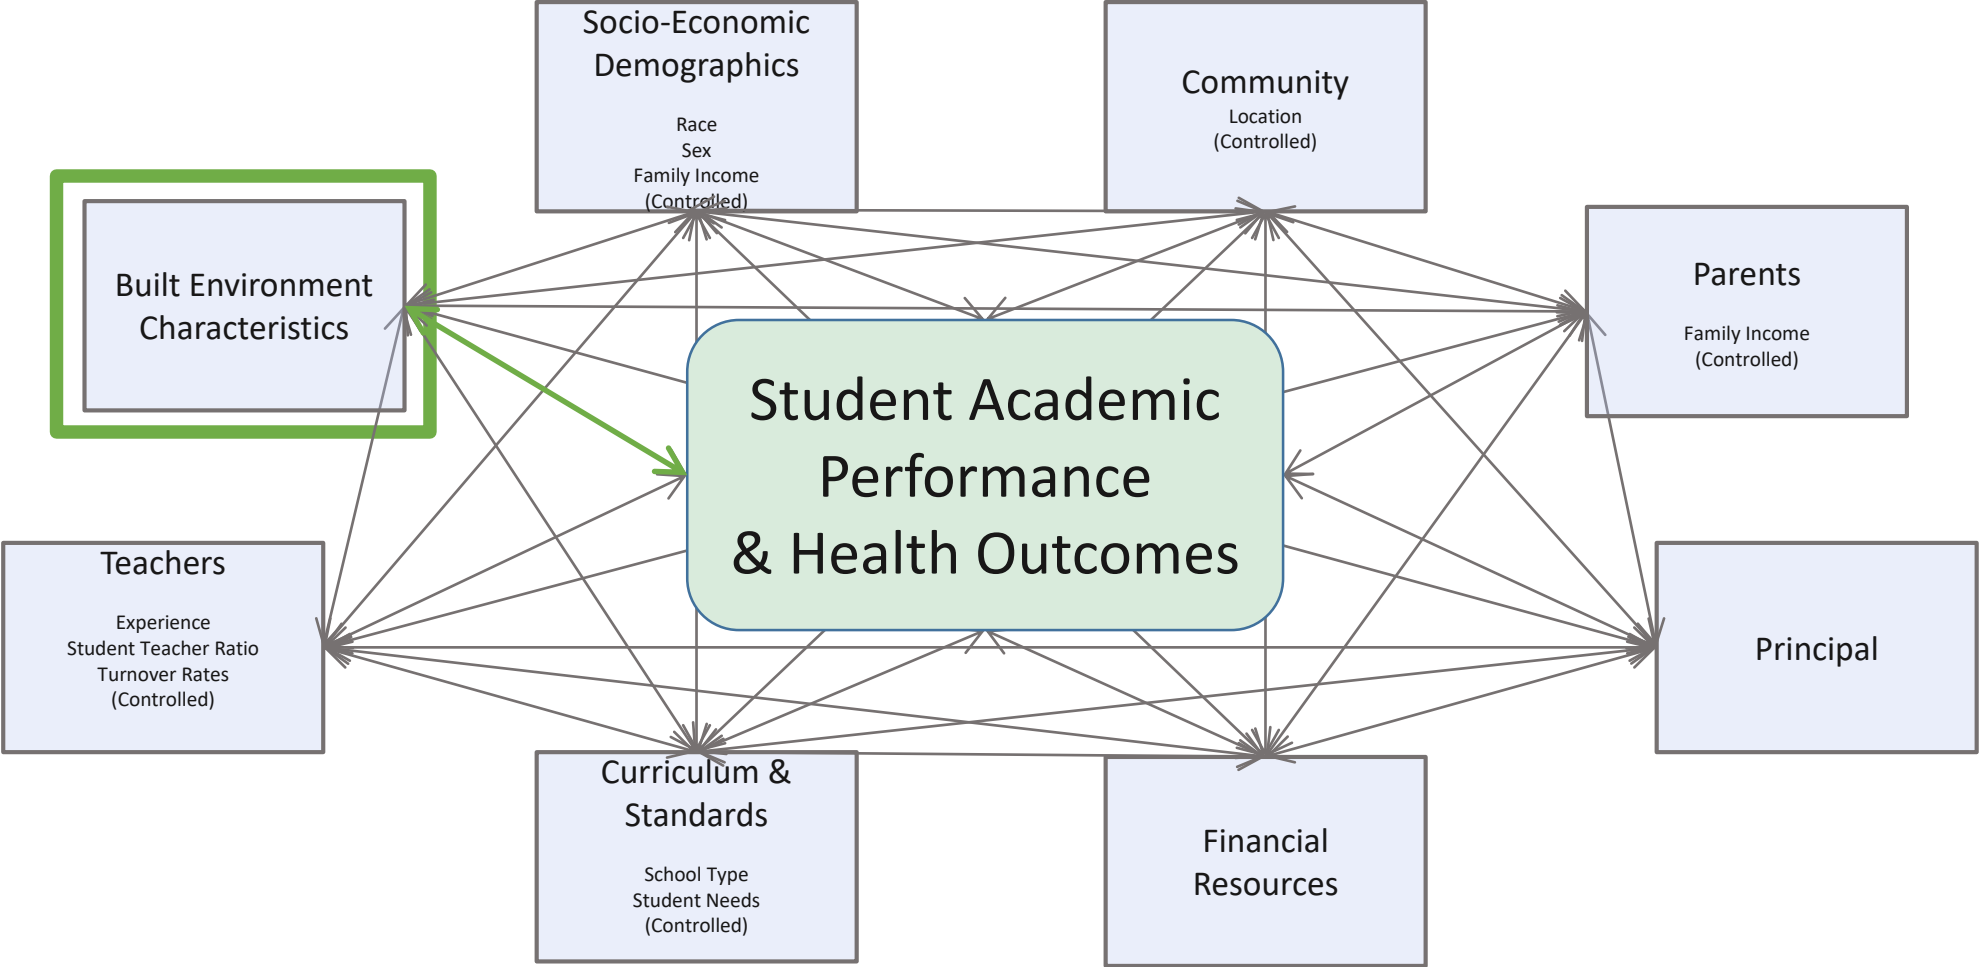 Socio-Economic
Demographics
Race
Sex
Family Income
(Controlled)
Community
Location
(Controlled)
Built Environment
Characteristics
Parents
Family Income
(Controlled)
Student Academic
Performance
& Health Outcomes
Teachers
Experience
Student Teacher Ratio
Turnover Rates
(Controlled)
Principal
Curriculum &
Standards
School Type
Student Needs
(Controlled)
Financial
Resources